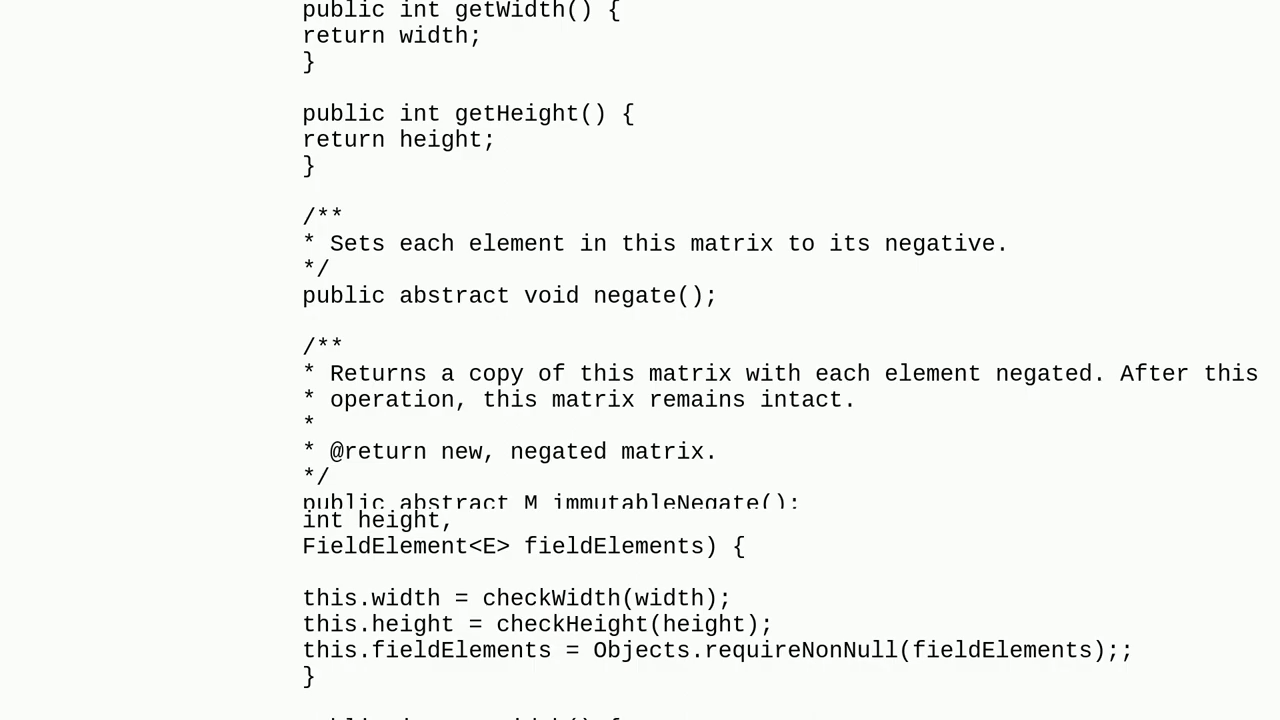 public int getWidth() {
return width;
}

public int getHeight() {
return height;
}

/**
* Sets each element in this matrix to its negative.
*/
public abstract void negate();

/**
* Returns a copy of this matrix with each element negated. After this
* operation, this matrix remains intact.
*
* @return new, negated matrix.
*/
public abstract M immutableNegate();
int height,
FieldElement<E> fieldElements) {

this.width = checkWidth(width);
this.height = checkHeight(height);
this.fieldElements = Objects.requireNonNull(fieldElements);;
}